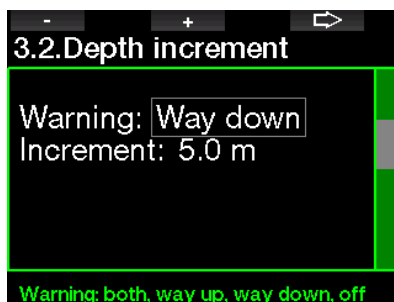 - +
3.2.Depth increment
Warning: Way down
Increment: 5.0 m
Warning: both, way up, way down, off